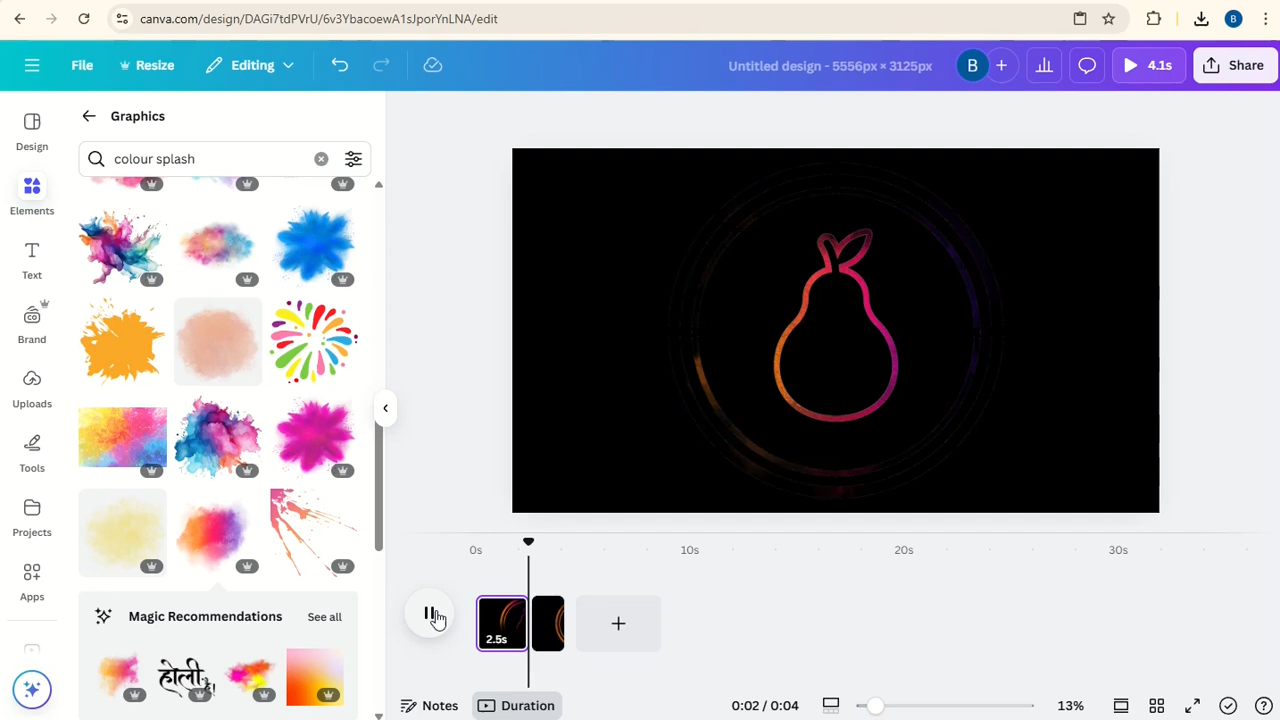 canva.com/design/DAGi7tdPVrU/6v3YbacoewA1sJporYnLNA/edit
B
File
Resize
Editing
Untitled design - 5556px × 3125px
B
4.1s
Share
Design
Elements
Text
Brand
Uploads
Tools
Projects
Apps
Graphics
colour splash
Magic Recommendations
See all
होली है!
0s
10s
20s
30s
2.5s
Notes
Duration
0:02 / 0:04
13%